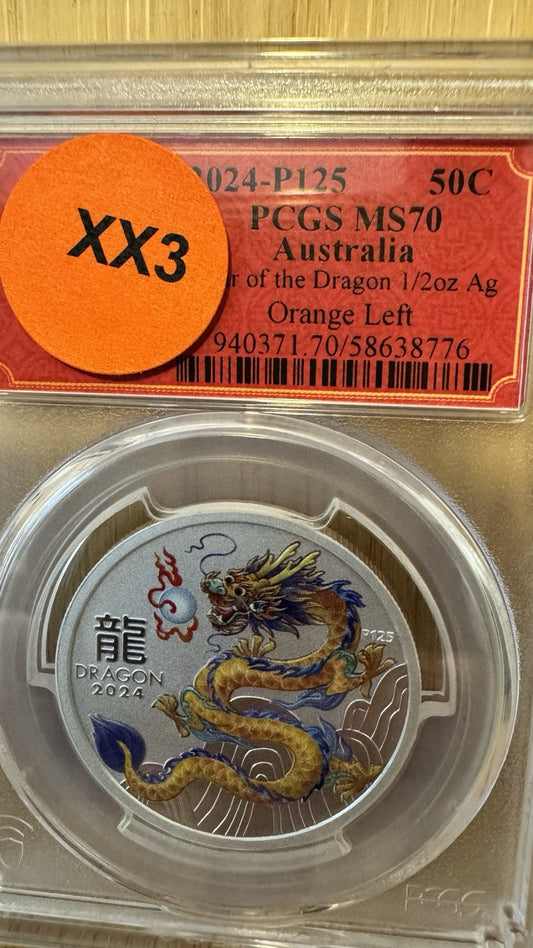 2024-P125 50C
PCGS MS70
Australia
of the Dragon 1/2oz Ag
Orange Left
940371.70/58638776
XX3
P125
龍
DRAGON
2024
PCGS